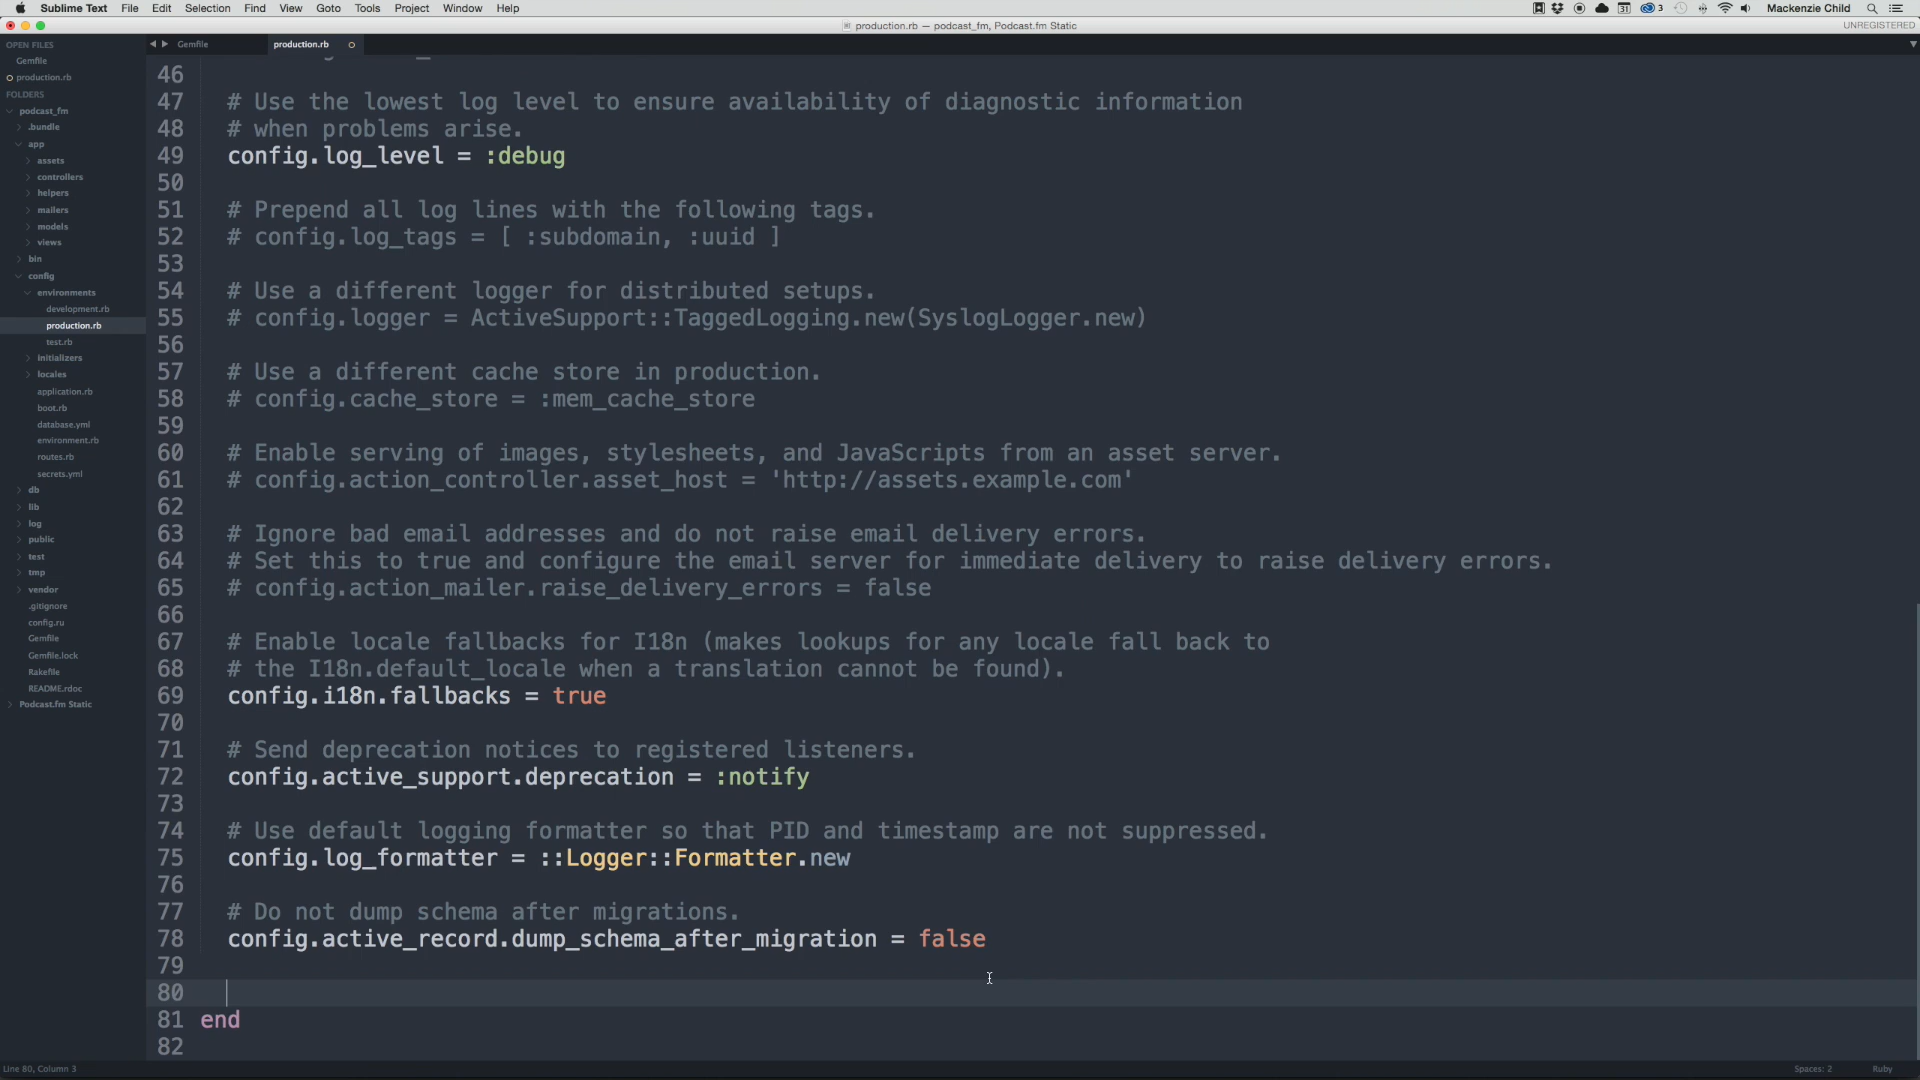 Sublime Text File Edit Selection Find View Goto Tools Project Window Help 31 3 Mackenzie Child
production.rb — podcast_fm, Podcast.fm Static UNREGISTERED
OPEN FILES
Gemfile
production.rb
FOLDERS
podcast_fm
.bundle
app
assets
controllers
helpers
mailers
models
views
bin
config
environments
development.rb
production.rb
test.rb
initializers
locales
application.rb
boot.rb
database.yml
environment.rb
routes.rb
secrets.yml
db
lib
log
public
test
tmp
vendor
.gitignore
config.ru
Gemfile
Gemfile.lock
Rakefile
README.rdoc
Podcast.fm Static
Gemfile production.rb
46
47 # Use the lowest log level to ensure availability of diagnostic information
48 # when problems arise.
49 config.log_level = :debug
50
51 # Prepend all log lines with the following tags.
52 # config.log_tags = [ :subdomain, :uuid ]
53
54 # Use a different logger for distributed setups.
55 # config.logger = ActiveSupport::TaggedLogging.new(SyslogLogger.new)
56
57 # Use a different cache store in production.
58 # config.cache_store = :mem_cache_store
59
60 # Enable serving of images, stylesheets, and JavaScripts from an asset server.
61 # config.action_controller.asset_host = 'http://assets.example.com'
62
63 # Ignore bad email addresses and do not raise email delivery errors.
64 # Set this to true and configure the email server for immediate delivery to raise delivery errors.
65 # config.action_mailer.raise_delivery_errors = false
66
67 # Enable locale fallbacks for I18n (makes lookups for any locale fall back to
68 # the I18n.default_locale when a translation cannot be found).
69 config.i18n.fallbacks = true
70
71 # Send deprecation notices to registered listeners.
72 config.active_support.deprecation = :notify
73
74 # Use default logging formatter so that PID and timestamp are not suppressed.
75 config.log_formatter = ::Logger::Formatter.new
76
77 # Do not dump schema after migrations.
78 config.active_record.dump_schema_after_migration = false
79
80
81 end
82
Line 80, Column 3 Spaces: 2 Ruby